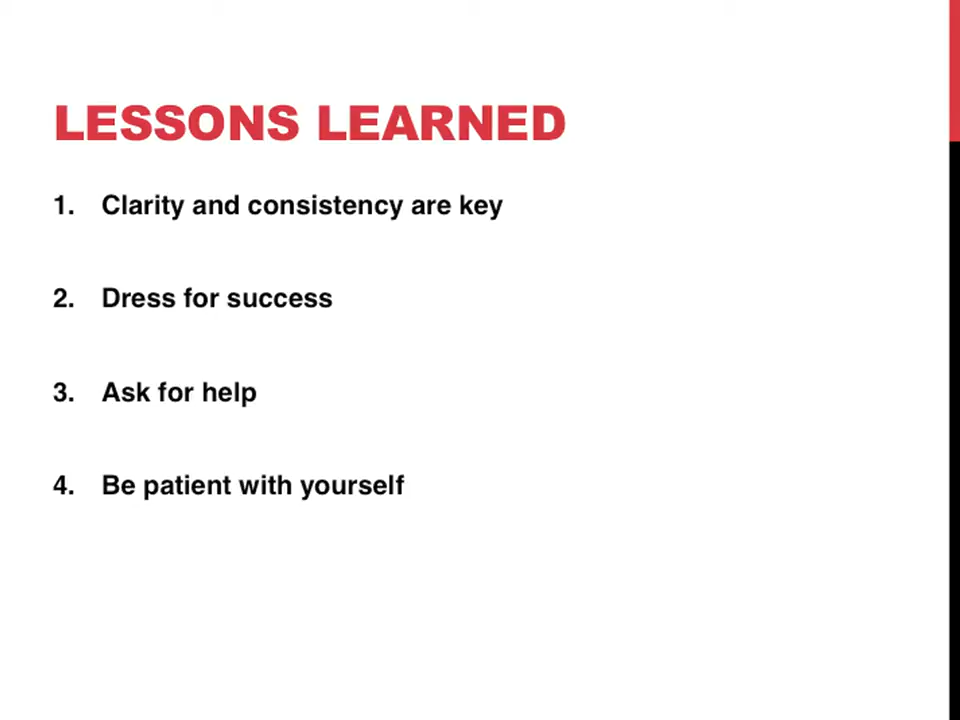 LESSONS LEARNED
1. Clarity and consistency are key
2. Dress for success
3. Ask for help
4. Be patient with yourself